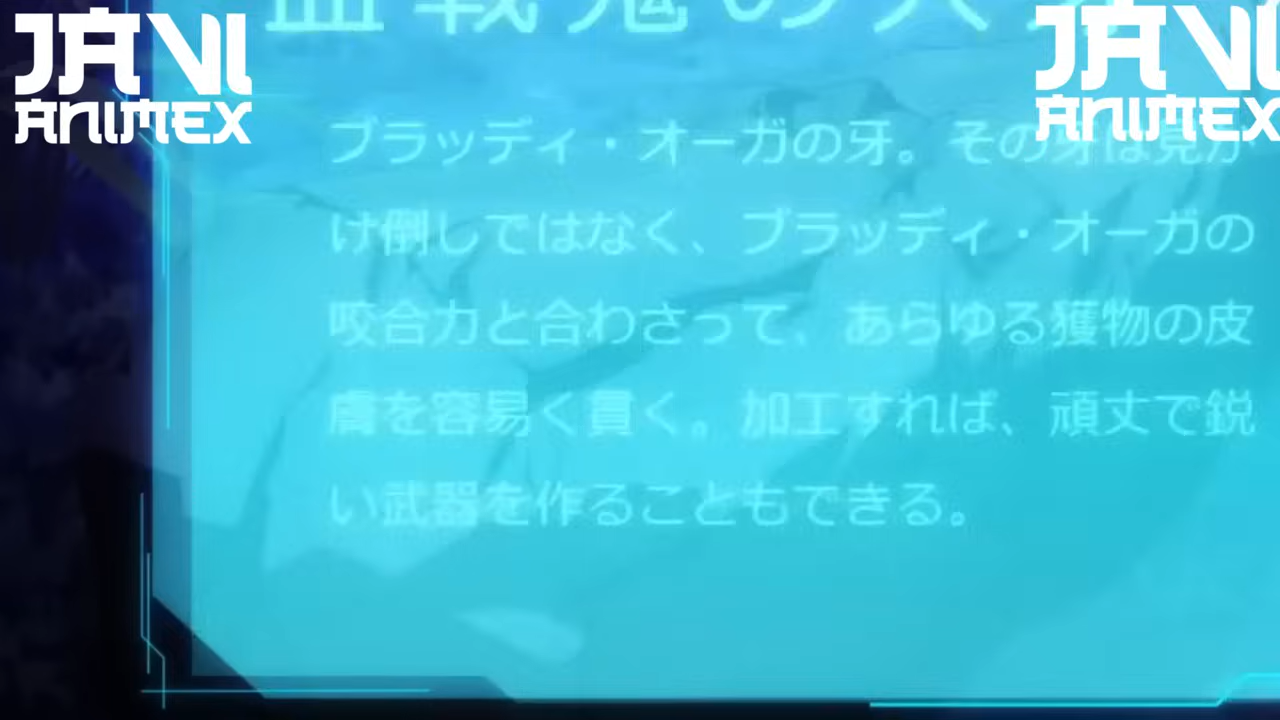 JAVI
ANIMEX
JAVI
ANIMEX
血戦鬼の
ブラッディ・オーガの牙。その牙は見か
け倒しではなく、ブラッディ・オーガの
咬合力と合わさって、あらゆる獲物の皮
膚を容易く貫く。加工すれば、頑丈で鋭
い武器を作ることもできる。